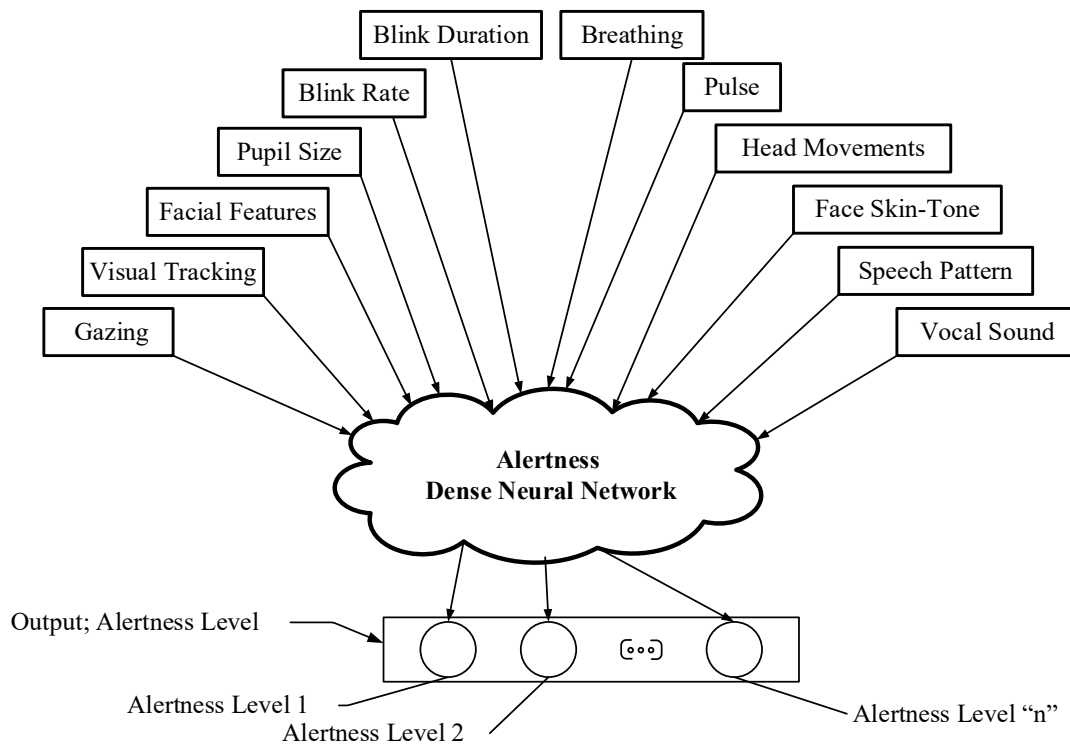 Blink Duration
Breathing
Blink Rate
Pulse
Pupil Size
Head Movements
Facial Features
Face Skin-Tone
Visual Tracking
Speech Pattern
Gazing
Vocal Sound
Alertness
Dense Neural Network
Output; Alertness Level
Alertness Level 1
Alertness Level 2
Alertness Level “n”